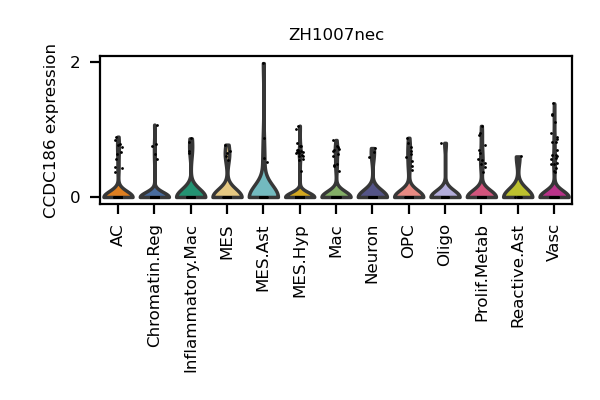 ZH1007nec
CCDC186 expression
2
0
AC
Chromatin.Reg
Inflammatory.Mac
MES
MES.Ast
MES.Hyp
Mac
Neuron
OPC
Oligo
Prolif.Metab
Reactive.Ast
Vasc